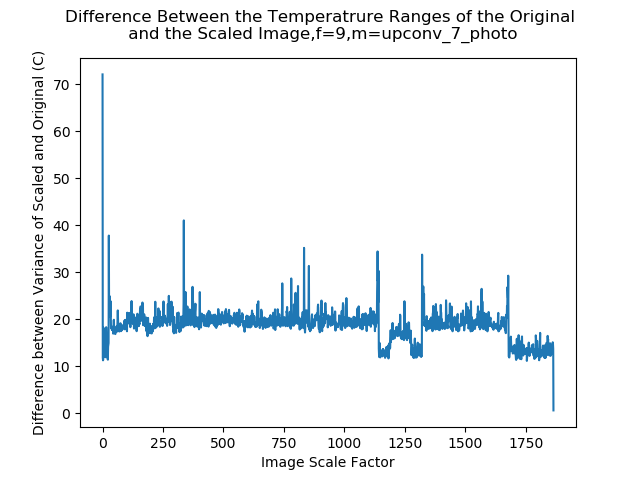 Difference Between the Temperatrure Ranges of the Original
and the Scaled Image,f=9,m=upconv_7_photo
Difference between Variance of Scaled and Original (C)
70
60
50
40
30
20
10
0
0 250 500 750 1000 1250 1500 1750
Image Scale Factor